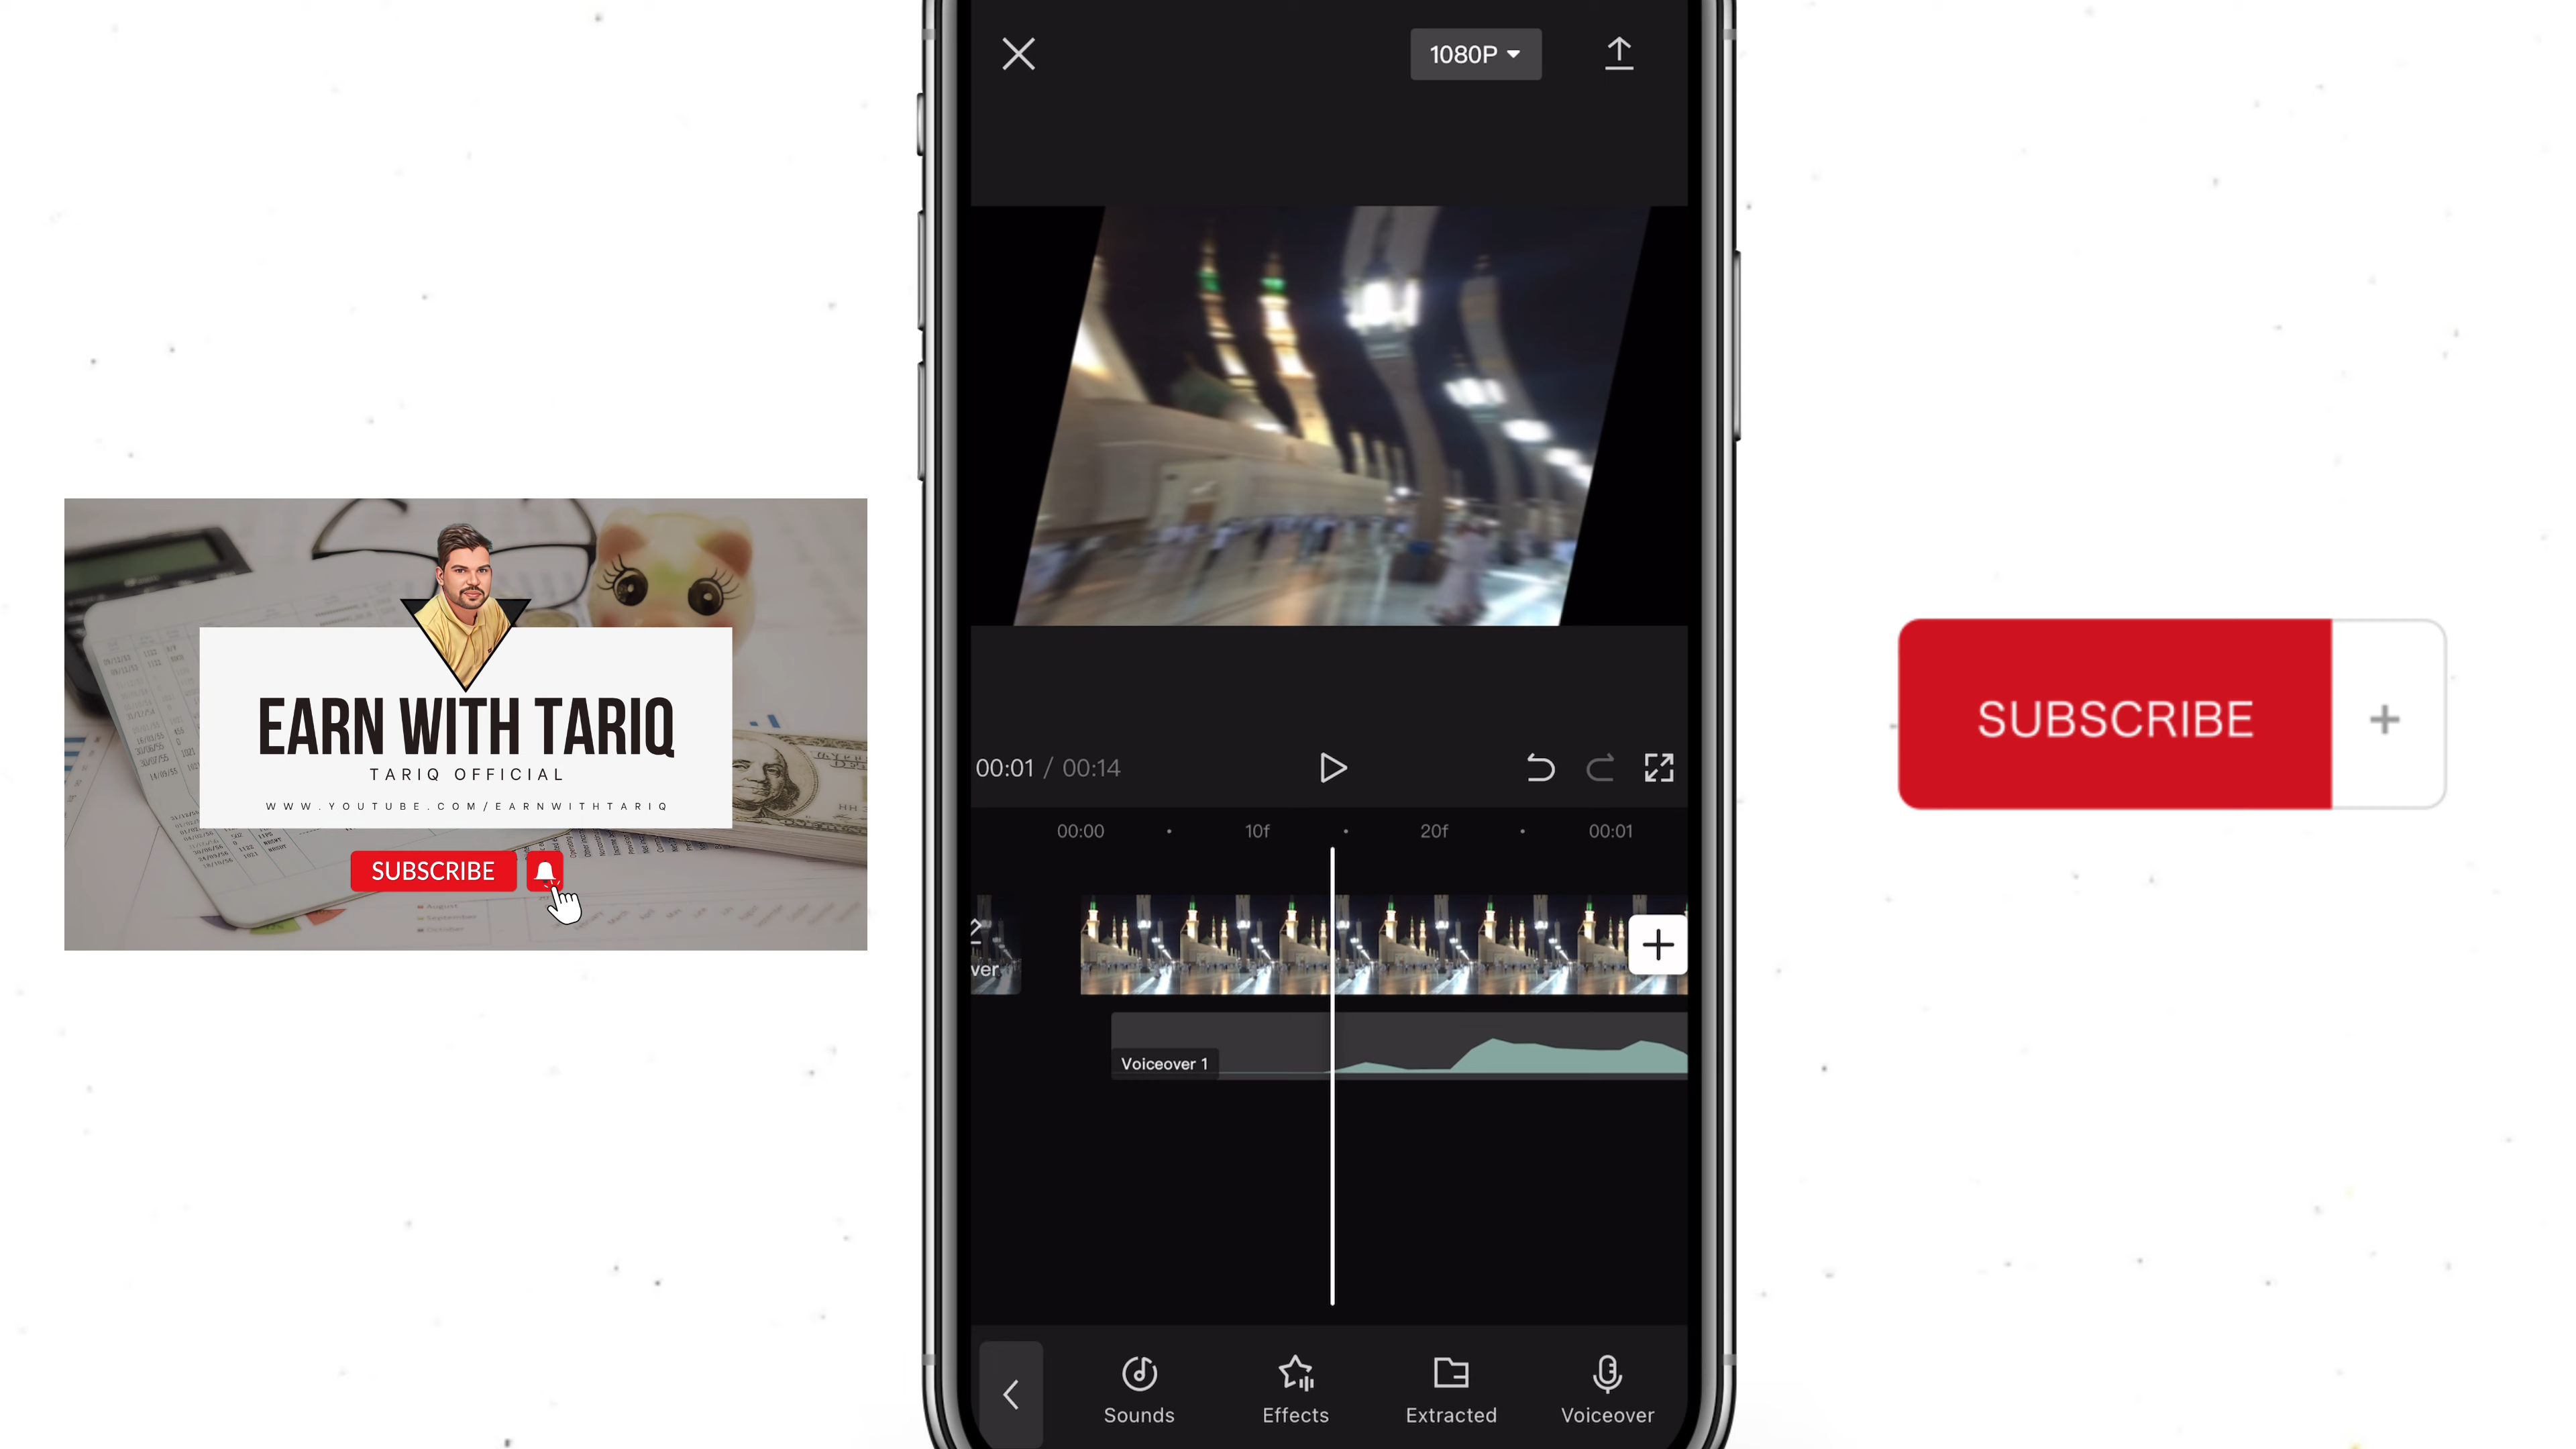 1080P
EARN WITH TARIQ
TARIQ OFFICIAL
WWW.YOUTUBE.COM/EARNWITHTARIQ
SUBSCRIBE
SUBSCRIBE +
00:01 / 00:14
00:00 10f 20f 00:01
ver
Voiceover 1
Sounds Effects Extracted Voiceover